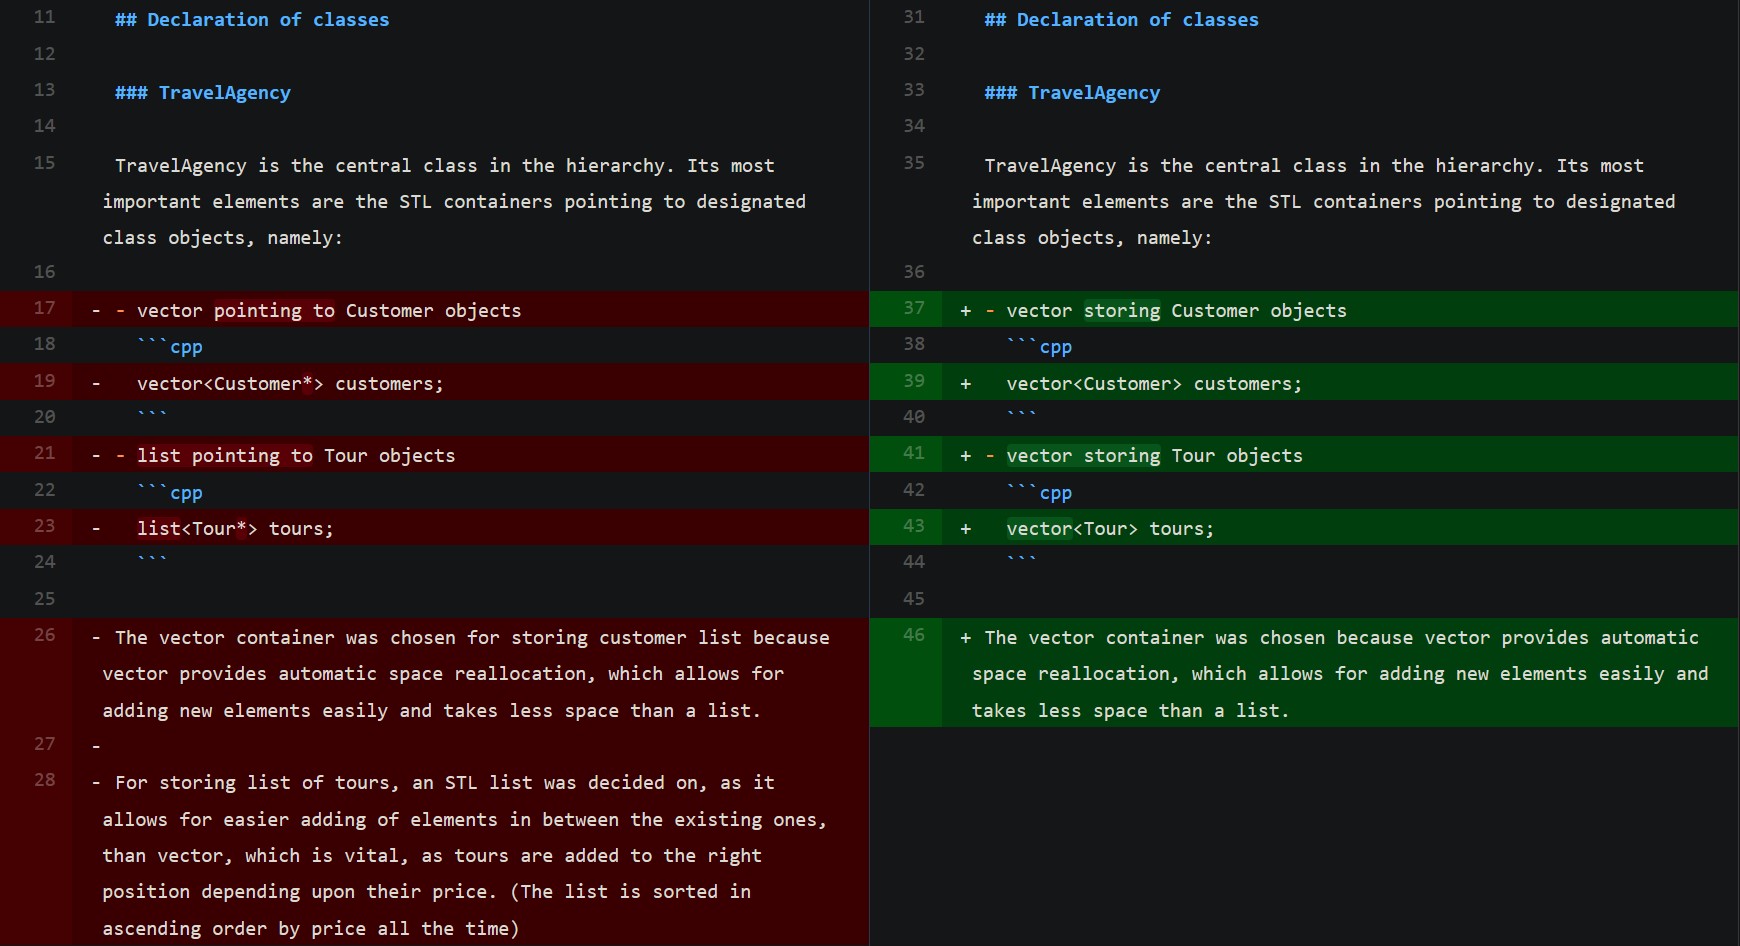 11 ## Declaration of classes
12
13 ### TravelAgency
14
15 TravelAgency is the central class in the hierarchy. Its most
important elements are the STL containers pointing to designated
class objects, namely:
16
17 - - vector pointing to Customer objects
18 ```cpp
19 - vector<Customer*> customers;
20 ```
21 - - list pointing to Tour objects
22 ```cpp
23 - list<Tour*> tours;
24 ```
25
26 - The vector container was chosen for storing customer list because
vector provides automatic space reallocation, which allows for
adding new elements easily and takes less space than a list.
27 -
28 - For storing list of tours, an STL list was decided on, as it
allows for easier adding of elements in between the existing ones,
than vector, which is vital, as tours are added to the right
position depending upon their price. (The list is sorted in
ascending order by price all the time)
31 ## Declaration of classes
32
33 ### TravelAgency
34
35 TravelAgency is the central class in the hierarchy. Its most
important elements are the STL containers pointing to designated
class objects, namely:
36
37 + - vector storing Customer objects
38 ```cpp
39 + vector<Customer> customers;
40 ```
41 + - vector storing Tour objects
42 ```cpp
43 + vector<Tour> tours;
44 ```
45
46 + The vector container was chosen because vector provides automatic
space reallocation, which allows for adding new elements easily and
takes less space than a list.